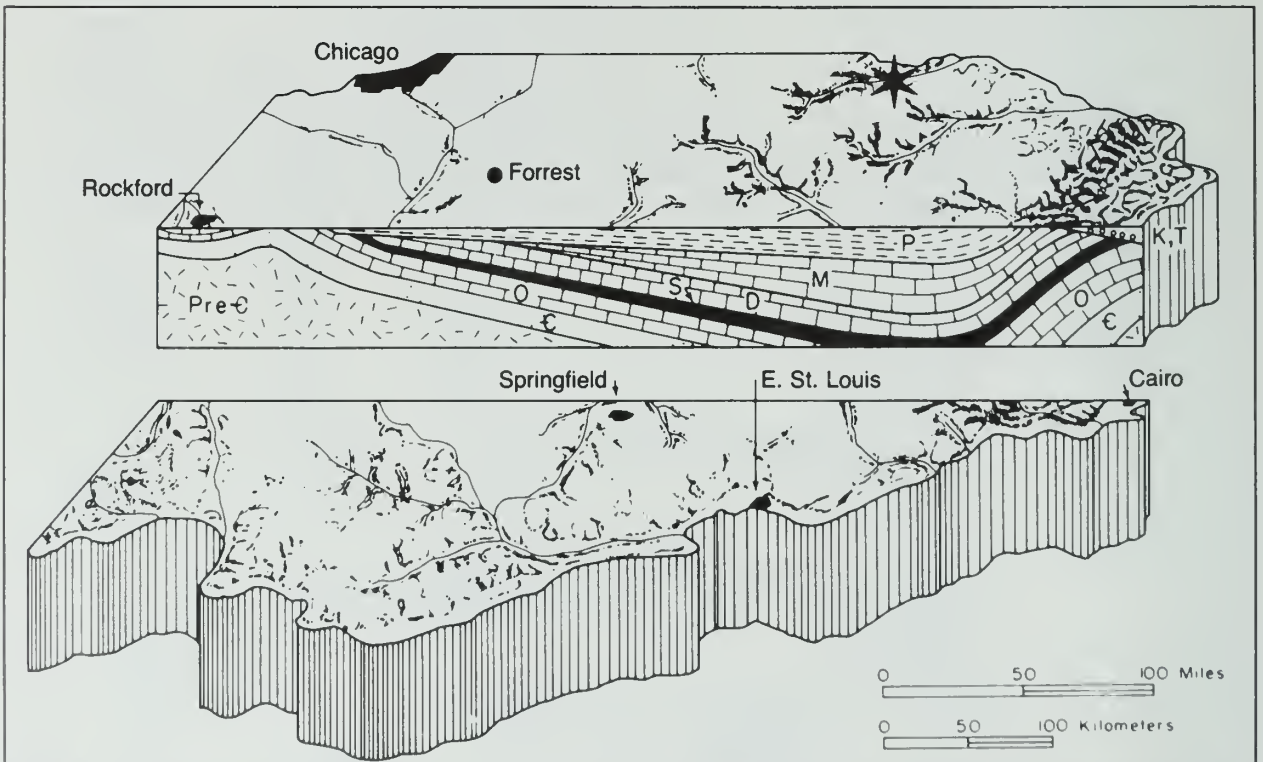 Chicago
Forrest
Rockford
P
K,T
M
S
D
O
O
Pre-Є
Є
Є
Springfield
E. St. Louis
Cairo
0 50 100 Miles
0 50 100 Kilometers